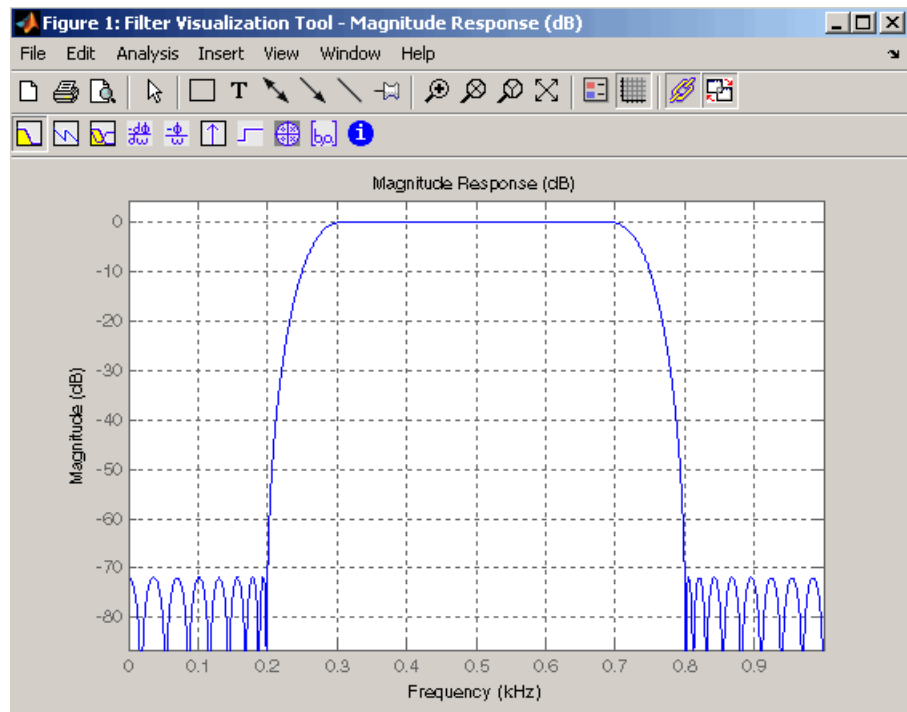 Figure 1: Filter Visualization Tool - Magnitude Response (dB)
File Edit Analysis Insert View Window Help
T
dΦ dω -Φ ω [b,a] i
Magnitude Response (dB)
0
-10
-20
-30
-40
-50
-60
-70
-80
Magnitude (dB)
0 0.1 0.2 0.3 0.4 0.5 0.6 0.7 0.8 0.9
Frequency (kHz)